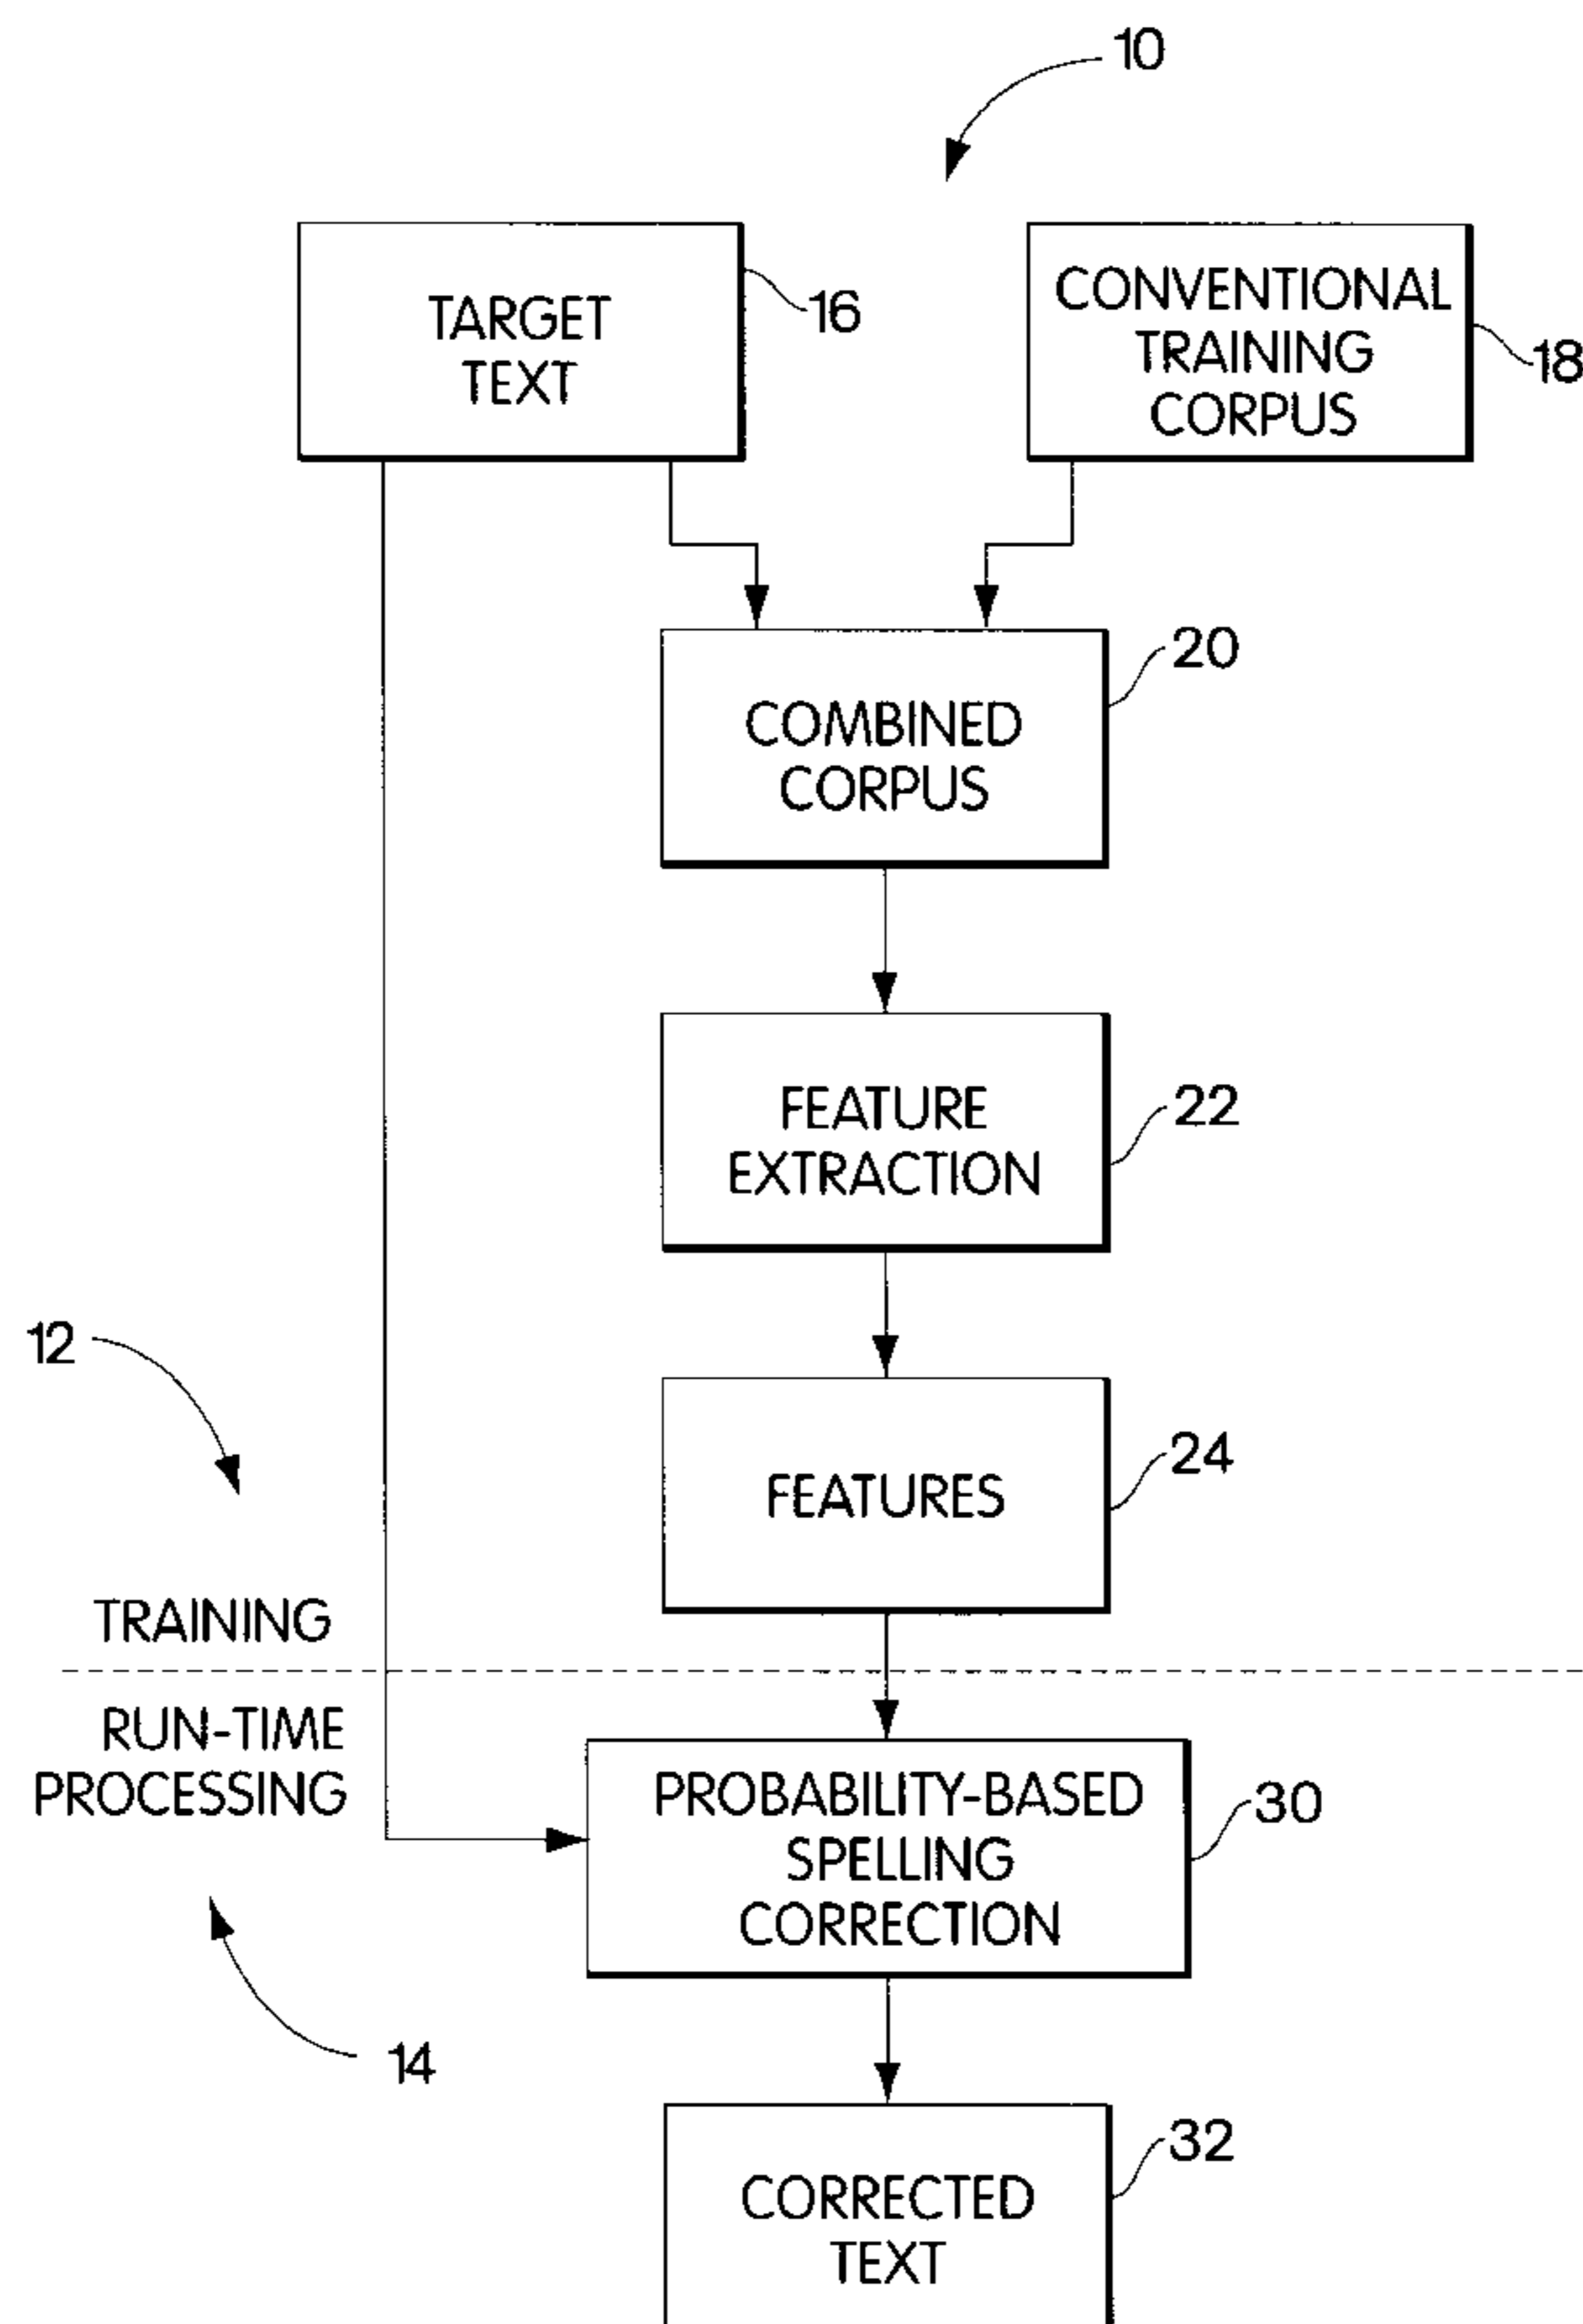 10
TARGET
TEXT
16
CONVENTIONAL
TRAINING
CORPUS
18
COMBINED
CORPUS
20
FEATURE
EXTRACTION
22
12
FEATURES
24
TRAINING
RUN-TIME
PROCESSING
PROBABILITY-BASED
SPELLING
CORRECTION
30
14
CORRECTED
TEXT
32